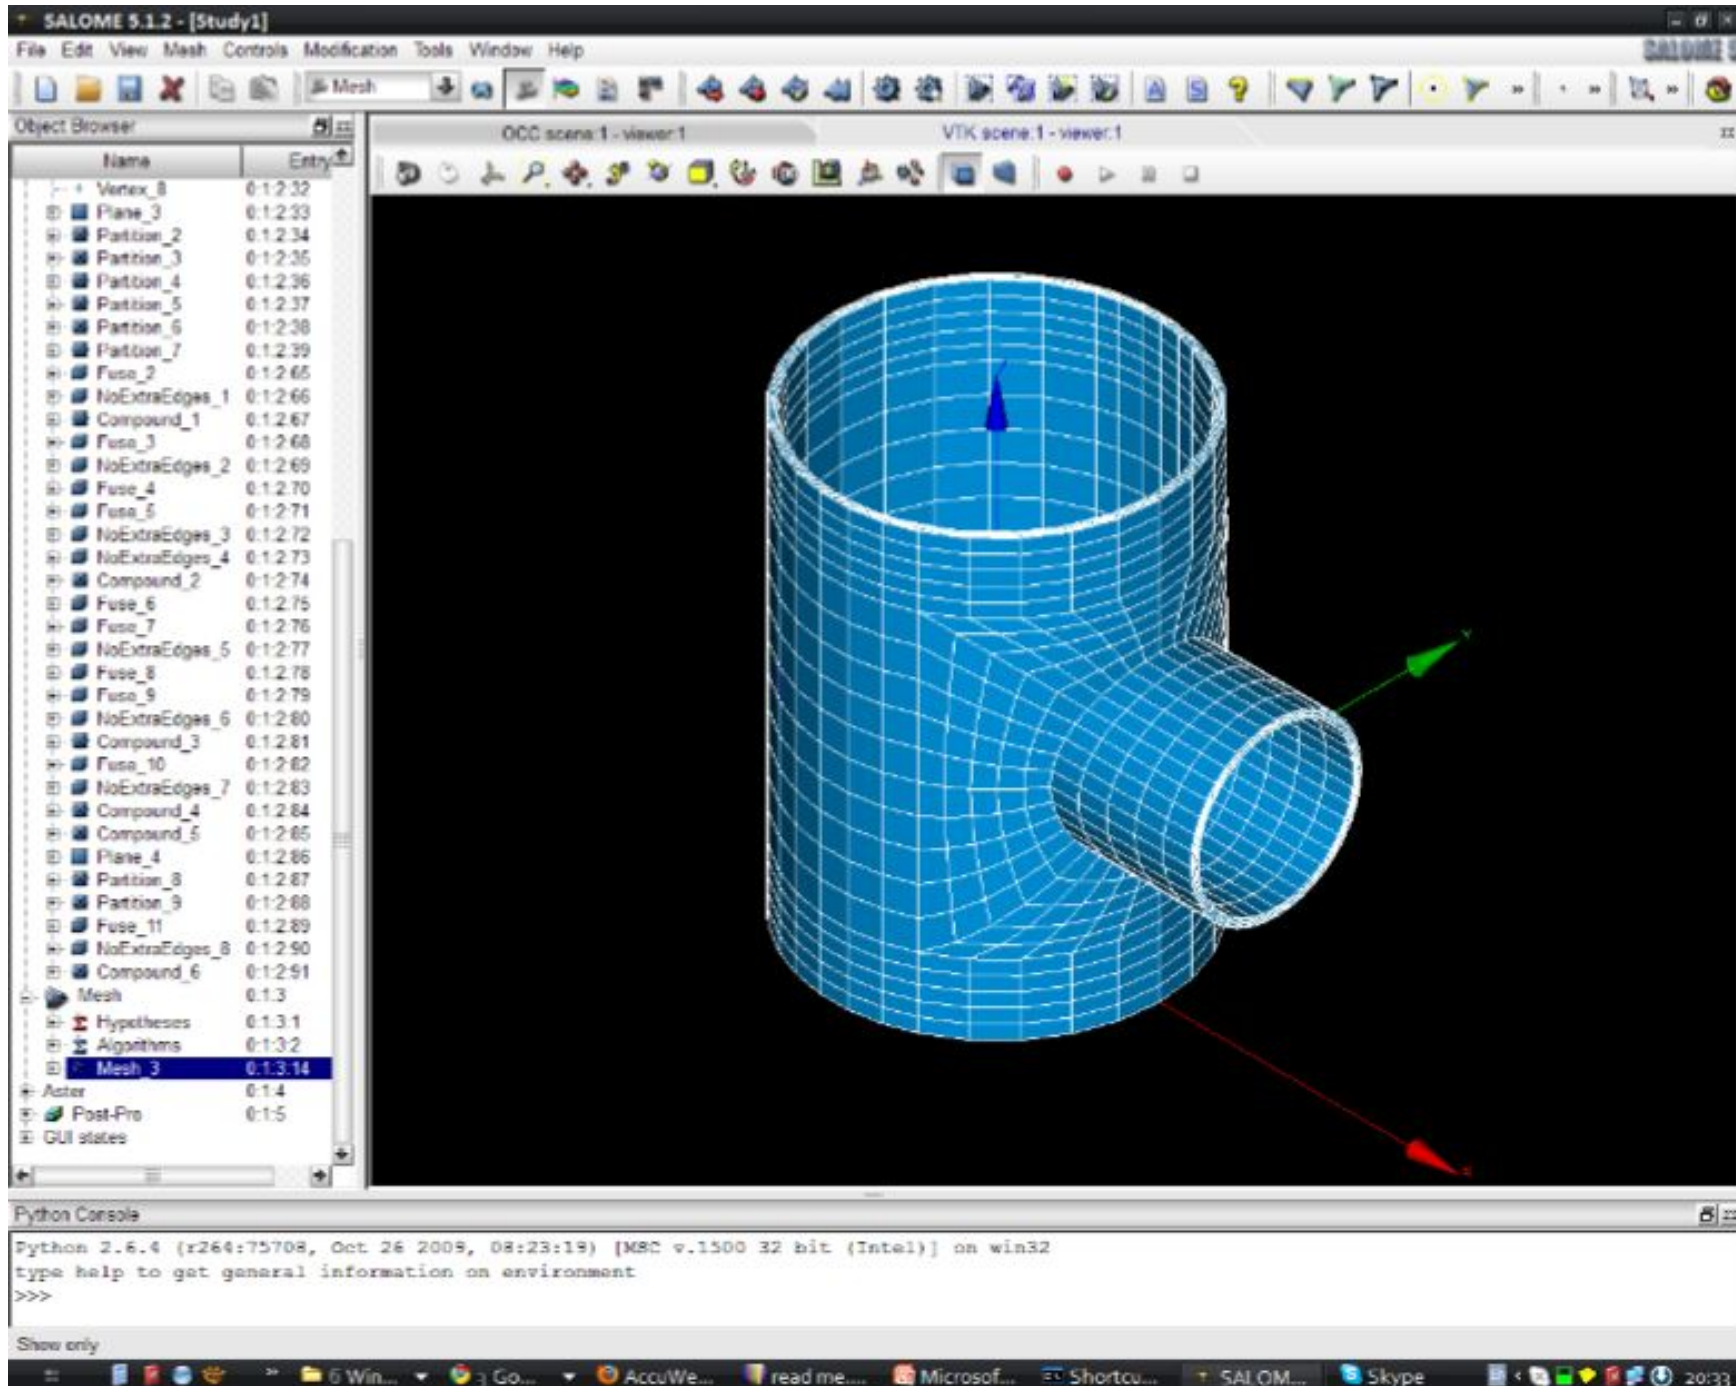 SALOME 5.1.2 - [Study1]
File Edit View Mesh Controls Modification Tools Window Help
SALOME 5
Mesh
Object Browser
OCC scene:1 - viewer:1 VTK scene:1 - viewer:1
Name Entry
Vertex_8 0:1:2:32
Plane_3 0:1:2:33
Partition_2 0:1:2:34
Partition_3 0:1:2:35
Partition_4 0:1:2:36
Partition_5 0:1:2:37
Partition_6 0:1:2:38
Partition_7 0:1:2:39
Fuse_2 0:1:2:65
NoExtraEdges_1 0:1:2:66
Compound_1 0:1:2:67
Fuse_3 0:1:2:68
NoExtraEdges_2 0:1:2:69
Fuse_4 0:1:2:70
Fuse_5 0:1:2:71
NoExtraEdges_3 0:1:2:72
NoExtraEdges_4 0:1:2:73
Compound_2 0:1:2:74
Fuse_6 0:1:2:75
Fuse_7 0:1:2:76
NoExtraEdges_5 0:1:2:77
Fuse_8 0:1:2:78
Fuse_9 0:1:2:79
NoExtraEdges_6 0:1:2:80
Compound_3 0:1:2:81
Fuse_10 0:1:2:82
NoExtraEdges_7 0:1:2:83
Compound_4 0:1:2:84
Compound_5 0:1:2:85
Plane_4 0:1:2:86
Partition_8 0:1:2:87
Partition_9 0:1:2:88
Fuse_11 0:1:2:89
NoExtraEdges_8 0:1:2:90
Compound_6 0:1:2:91
Mesh 0:1:3
Hypotheses 0:1:3:1
Algorithms 0:1:3:2
Mesh_3 0:1:3:14
Aster 0:1:4
Post-Pro 0:1:5
GUI states
Python Console
Python 2.6.4 (r264:75708, Oct 26 2009, 08:23:19) [MSC v.1500 32 bit (Intel)] on win32
type help to get general information on environment
>>>
Show only
6 Win... 3 Go... AccuWe... read me.... Microsof... Shortcu... SALOM... Skype